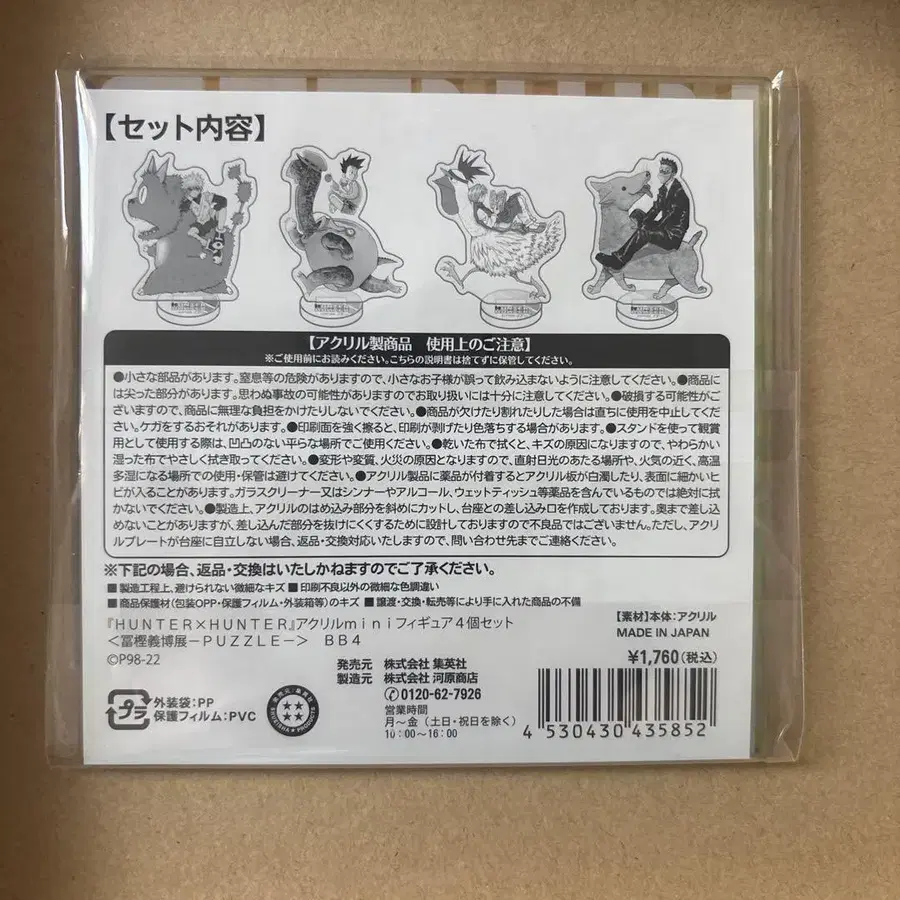 【セット内容】
【アクリル製商品　使用上のご注意】
※ご使用前にお読みください。こちらの説明書は捨てずに保管してください。
●小さな部品があります。窒息等の危険がありますので、小さなお子様が誤って飲み込まないように注意してください。●商品に
は尖った部分があります。思わぬ事故の可能性がありますのでお取り扱いには十分に注意してください。●破損する可能性がご
ざいますので、商品に無理な負担をかけたりしないでください。●商品が欠けたり割れたりした場合は直ちに使用を中止してくだ
さい。ケガをするおそれがあります。●印刷面を強く擦ると、印刷が剥げたり色落ちする場合があります。●スタンドを使って観賞
用として使用する際は、凹凸のない平らな場所でご使用ください。●乾いた布で拭くと、キズの原因になりますので、やわらかい
湿った布でやさしく拭き取ってください。●変形や変質、火災の原因となりますので、直射日光のあたる場所や、火気の近く、高温
多湿になる場所での使用・保管は避けてください。●アクリル製品に薬品が付着するとアクリル板が白濁したり、表面に細かいヒ
ビが入ることがあります。ガラスクリーナー又はシンナーやアルコール、ウェットティッシュ等薬品を含んでいるものでは絶対に拭
かないでください。●製造上、アクリルのはめ込み部分を斜めにカットし、台座との差し込み口を作成しております。奥まで差し込
めないことがありますが、差し込んだ部分を抜けにくくするために設計しておりますので不良品ではございません。ただし、アクリ
ルプレートが台座に自立しない場合、返品・交換対応いたしますので、問い合わせ先までご連絡ください。
※下記の場合、返品・交換はいたしかねますのでご了承ください。
■製造工程上、避けられない微細なキズ ■印刷不良以外の微細な色調違い
■商品保護材(包装OPP・保護フィルム・外装箱等)のキズ ■譲渡・交換・転売等により手に入れた商品の不備
『HUNTER×HUNTER』アクリルminiフィギュア4個セット
＜冨樫義博展－PUZZLE－＞　BB4
©P98-22
【素材】本体:アクリル
MADE IN JAPAN
¥1,760(税込)
発売元　株式会社 集英社
製造元　株式会社 河原商店
0120-62-7926
営業時間
月～金（土日・祝日を除く）
10:00～16:00
プラ
外装袋:PP
保護フィルム:PVC
4 530430 435852